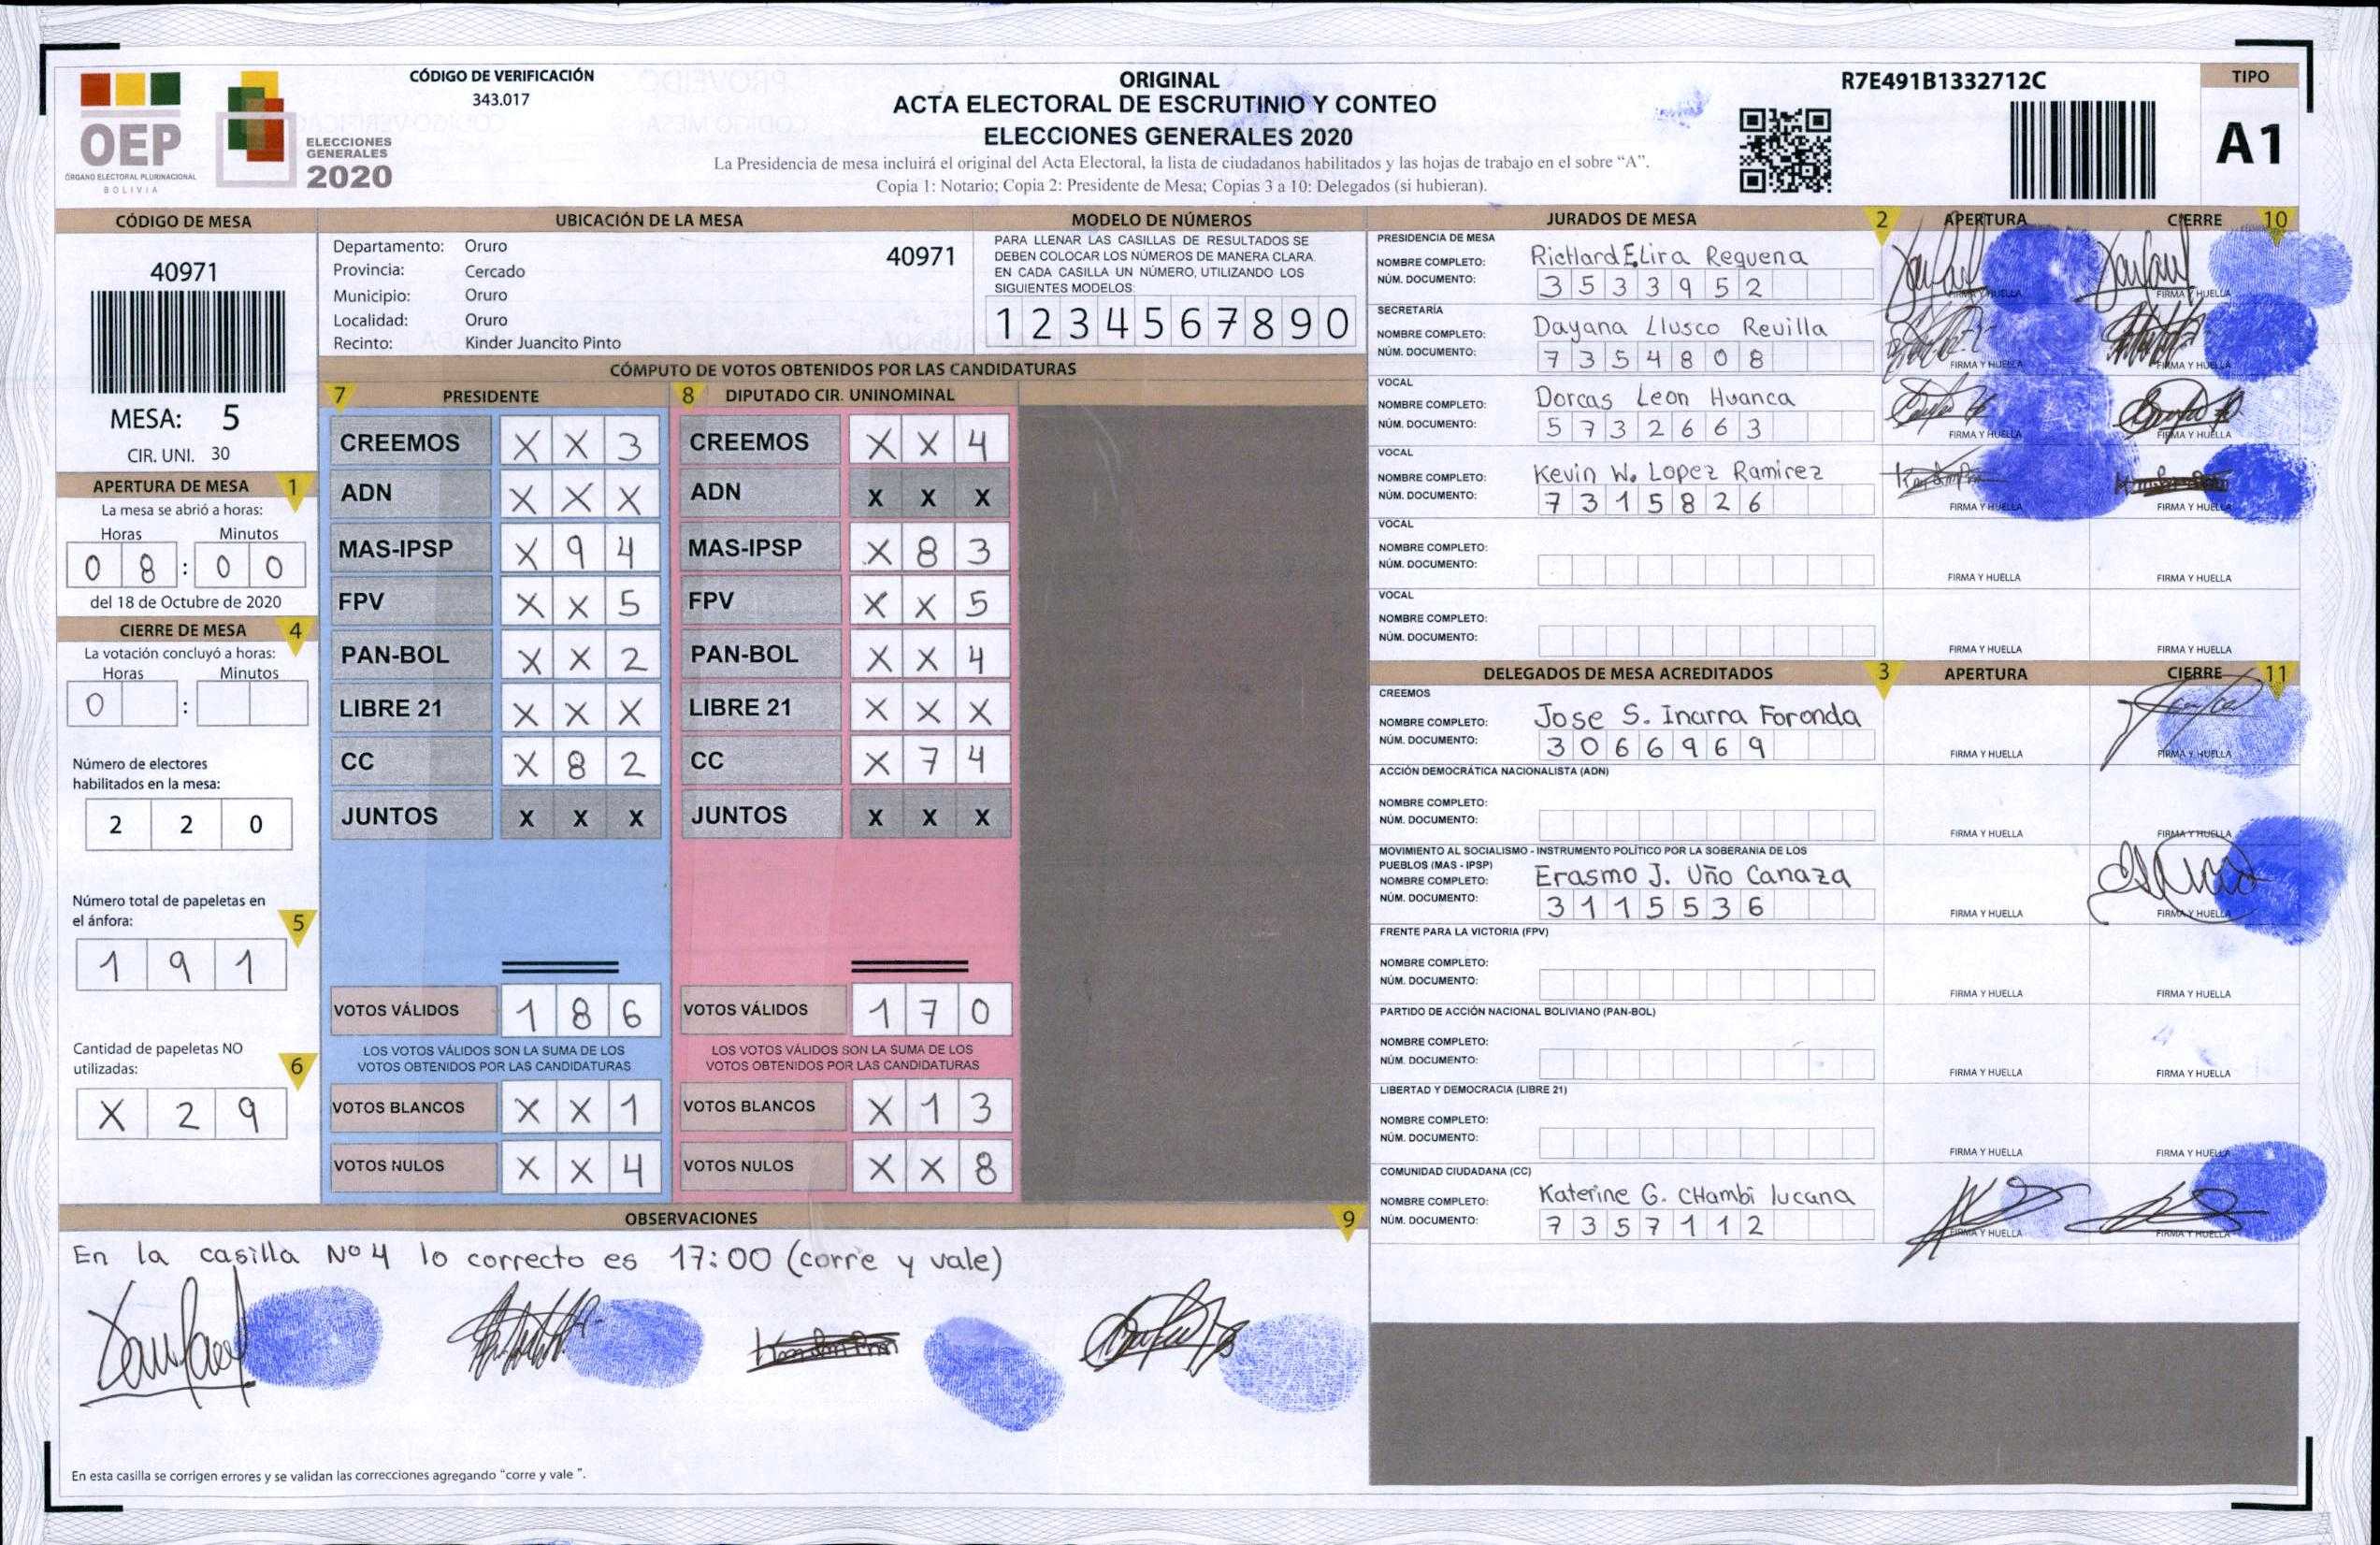 OEP
ÓRGANO ELECTORAL PLURINACIONAL
BOLIVIA
ELECCIONES
GENERALES
2020
CÓDIGO DE VERIFICACIÓN
343.017
ORIGINAL
ACTA ELECTORAL DE ESCRUTINIO Y CONTEO
ELECCIONES GENERALES 2020
La Presidencia de mesa incluirá el original del Acta Electoral, la lista de ciudadanos habilitados y las hojas de trabajo en el sobre “A”.
Copia 1: Notario; Copia 2: Presidente de Mesa; Copias 3 a 10: Delegados (si hubieran).
R7E491B1332712C
TIPO
A1
CÓDIGO DE MESA
40971
MESA: 5
CIR. UNI. 30
APERTURA DE MESA 1
La mesa se abrió a horas:
Horas Minutos
0 8 : 0 0
del 18 de Octubre de 2020
CIERRE DE MESA 4
La votación concluyó a horas:
Horas Minutos
0 :
Número de electores
habilitados en la mesa:
2 2 0
Número total de papeletas en
el ánfora: 5
1 9 1
Cantidad de papeletas NO
utilizadas: 6
X 2 9
UBICACIÓN DE LA MESA
Departamento: Oruro 40971
Provincia: Cercado
Municipio: Oruro
Localidad: Oruro
Recinto: Kinder Juancito Pinto
MODELO DE NÚMEROS
PARA LLENAR LAS CASILLAS DE RESULTADOS SE
DEBEN COLOCAR LOS NÚMEROS DE MANERA CLARA.
EN CADA CASILLA UN NÚMERO, UTILIZANDO LOS
SIGUIENTES MODELOS:
1 2 3 4 5 6 7 8 9 0
CÓMPUTO DE VOTOS OBTENIDOS POR LAS CANDIDATURAS
7 PRESIDENTE 8 DIPUTADO CIR. UNINOMINAL
CREEMOS X X 3 CREEMOS X X 4
ADN X X X ADN X X X
MAS-IPSP X 9 4 MAS-IPSP X 8 3
FPV X X 5 FPV X X 5
PAN-BOL X X 2 PAN-BOL X X 4
LIBRE 21 X X X LIBRE 21 X X X
CC X 8 2 CC X 7 4
JUNTOS X X X JUNTOS X X X
VOTOS VÁLIDOS 1 8 6 VOTOS VÁLIDOS 1 7 0
LOS VOTOS VÁLIDOS SON LA SUMA DE LOS LOS VOTOS VÁLIDOS SON LA SUMA DE LOS
VOTOS OBTENIDOS POR LAS CANDIDATURAS VOTOS OBTENIDOS POR LAS CANDIDATURAS
VOTOS BLANCOS X X 1 VOTOS BLANCOS X 1 3
VOTOS NULOS X X 4 VOTOS NULOS X X 8
JURADOS DE MESA 2 APERTURA CIERRE 10
PRESIDENCIA DE MESA
NOMBRE COMPLETO: RicHard E Lira Requena
NÚM. DOCUMENTO: 3 5 3 3 9 5 2
FIRMA Y HUELLA FIRMA Y HUELLA
SECRETARÍA
NOMBRE COMPLETO: Dayana Llusco Revilla
NÚM. DOCUMENTO: 7 3 5 4 8 0 8
FIRMA Y HUELLA FIRMA Y HUELLA
VOCAL
NOMBRE COMPLETO: Dorcas Leon Huanca
NÚM. DOCUMENTO: 5 7 3 2 6 6 3
FIRMA Y HUELLA FIRMA Y HUELLA
VOCAL
NOMBRE COMPLETO: Kevin W. Lopez Ramirez
NÚM. DOCUMENTO: 7 3 1 5 8 2 6
FIRMA Y HUELLA FIRMA Y HUELLA
VOCAL
NOMBRE COMPLETO:
NÚM. DOCUMENTO:
FIRMA Y HUELLA FIRMA Y HUELLA
VOCAL
NOMBRE COMPLETO:
NÚM. DOCUMENTO:
FIRMA Y HUELLA FIRMA Y HUELLA
DELEGADOS DE MESA ACREDITADOS 3 APERTURA CIERRE 11
CREEMOS
NOMBRE COMPLETO: Jose S. Inarra Foronda
NÚM. DOCUMENTO: 3 0 6 6 9 6 9
FIRMA Y HUELLA FIRMA Y HUELLA
ACCIÓN DEMOCRÁTICA NACIONALISTA (ADN)
NOMBRE COMPLETO:
NÚM. DOCUMENTO:
FIRMA Y HUELLA FIRMA Y HUELLA
MOVIMIENTO AL SOCIALISMO - INSTRUMENTO POLÍTICO POR LA SOBERANIA DE LOS
PUEBLOS (MAS - IPSP)
NOMBRE COMPLETO: Erasmo J. Uño Canaza
NÚM. DOCUMENTO: 3 1 1 5 5 3 6
FIRMA Y HUELLA FIRMA Y HUELLA
FRENTE PARA LA VICTORIA (FPV)
NOMBRE COMPLETO:
NÚM. DOCUMENTO:
FIRMA Y HUELLA FIRMA Y HUELLA
PARTIDO DE ACCIÓN NACIONAL BOLIVIANO (PAN-BOL)
NOMBRE COMPLETO:
NÚM. DOCUMENTO:
FIRMA Y HUELLA FIRMA Y HUELLA
LIBERTAD Y DEMOCRACIA (LIBRE 21)
NOMBRE COMPLETO:
NÚM. DOCUMENTO:
FIRMA Y HUELLA FIRMA Y HUELLA
COMUNIDAD CIUDADANA (CC)
NOMBRE COMPLETO: Katerine G. CHambi lucana
NÚM. DOCUMENTO: 7 3 5 7 1 1 2
FIRMA Y HUELLA FIRMA Y HUELLA
OBSERVACIONES 9
En la casilla Nº 4 lo correcto es 17:00 (corre y vale)
En esta casilla se corrigen errores y se validan las correcciones agregando “corre y vale ”.